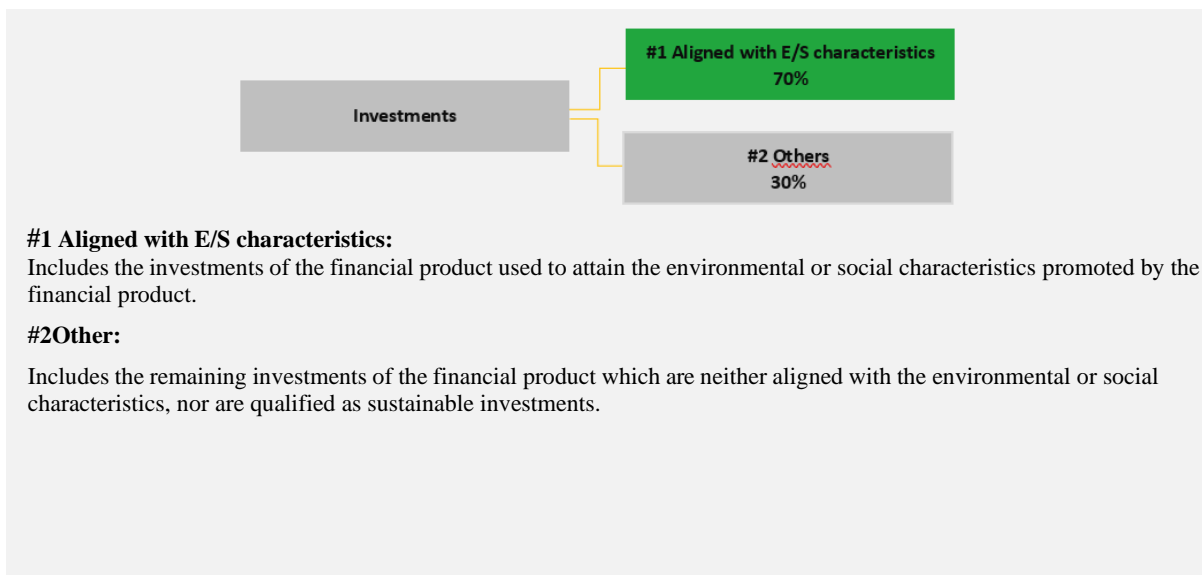 #1 Aligned with E/S characteristics
70%
Investments
#2 Others
30%
#1 Aligned with E/S characteristics:
Includes the investments of the financial product used to attain the environmental or social characteristics promoted by the
financial product.
#2Other:
Includes the remaining investments of the financial product which are neither aligned with the environmental or social
characteristics, nor are qualified as sustainable investments.